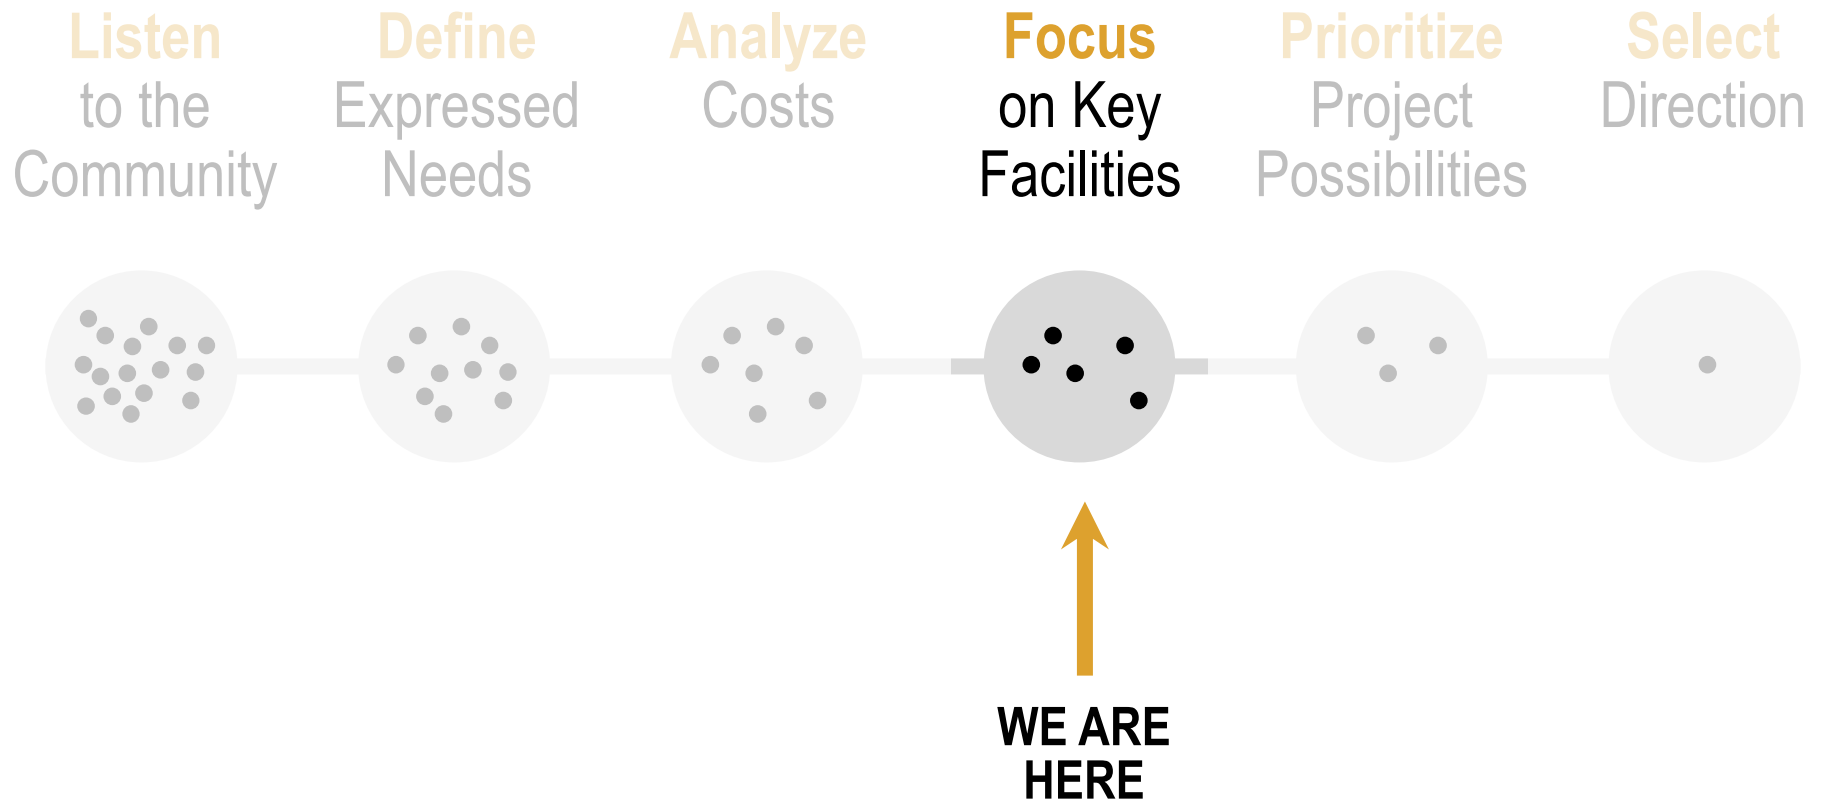 Listen
to the
Community
Define
Expressed
Needs
Analyze
Costs
Focus
on Key
Facilities
Prioritize
Project
Possibilities
Select
Direction
WE ARE
HERE